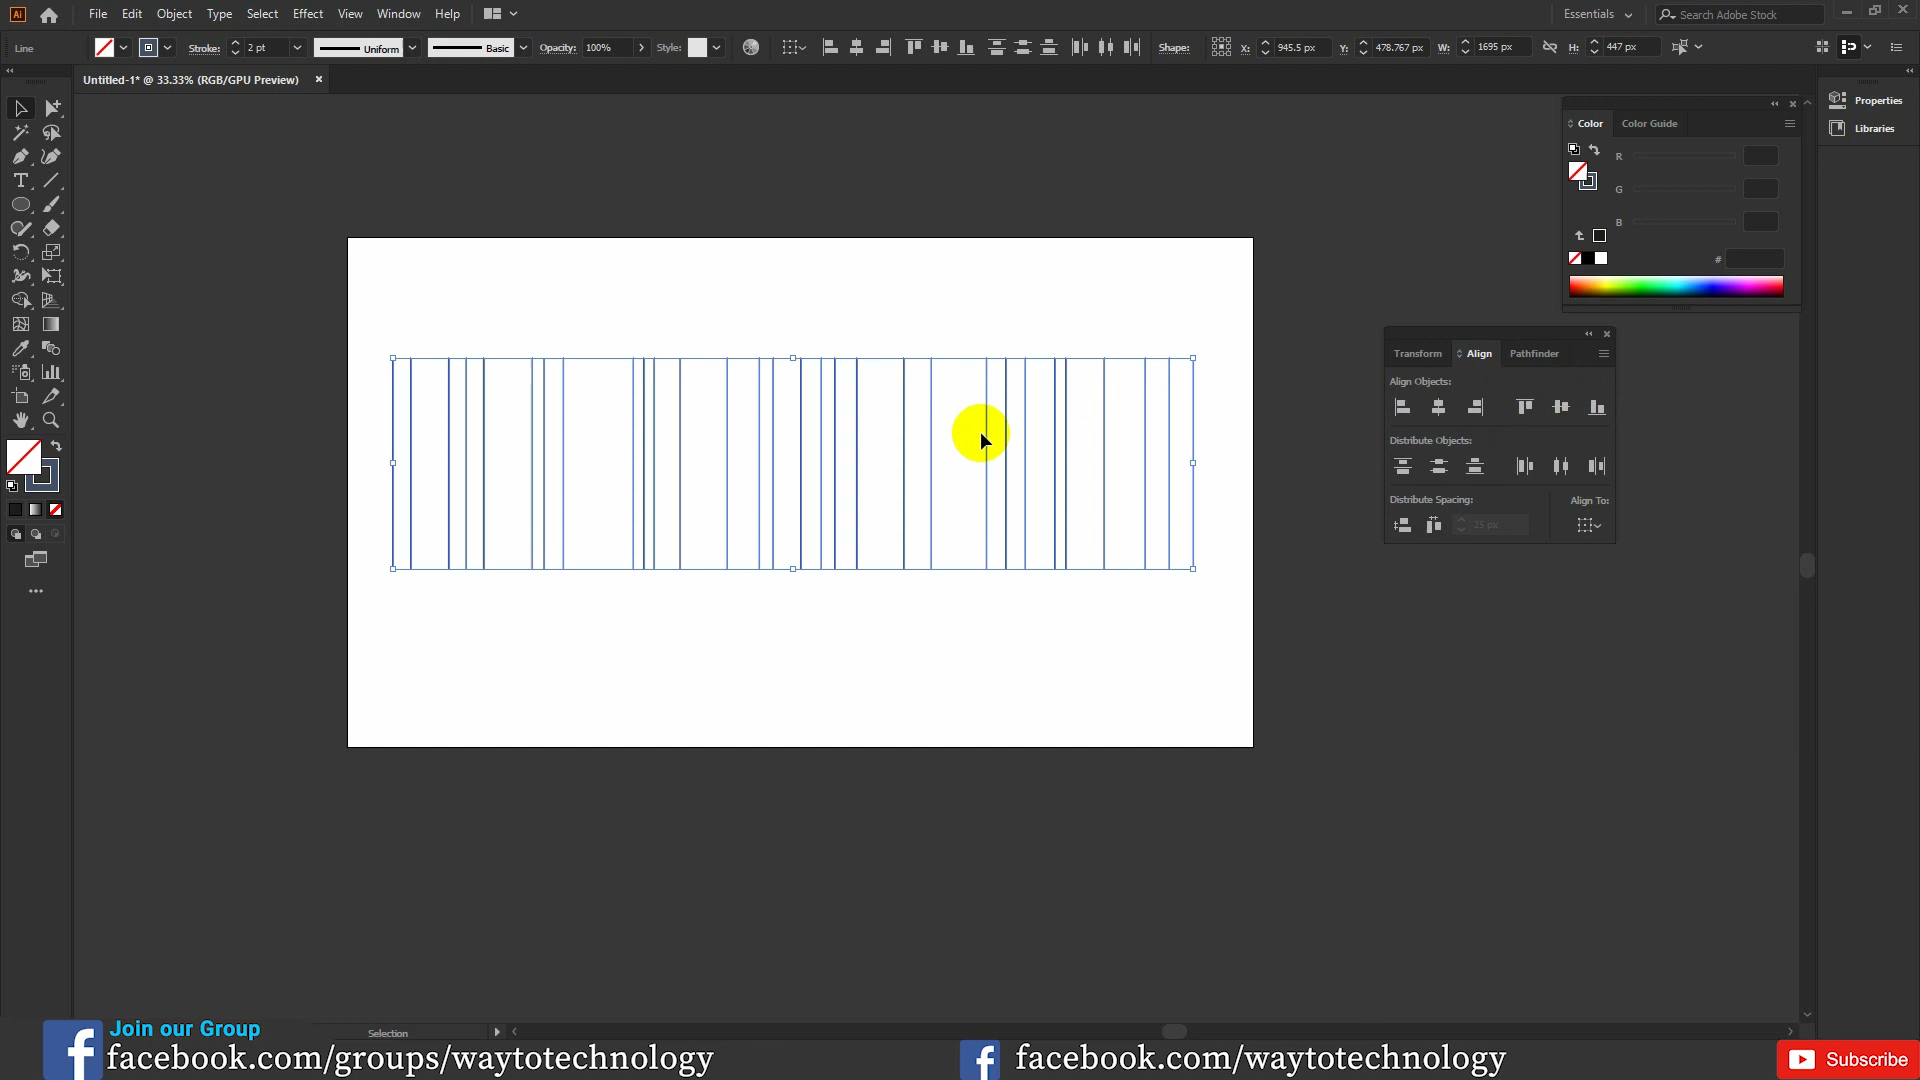 Ai File Edit Object Type Select Effect View Window Help Essentials Search Adobe Stock
Line Stroke: 2 pt Uniform Basic Opacity: 100% Style: Shape: X: 945.5 px Y: 478.767 px W: 1695 px H: 447 px
Untitled-1* @ 33.33% (RGB/GPU Preview)
Properties
Libraries
Color Color Guide
R
G
B
#
Transform Align Pathfinder
Align Objects:
Distribute Objects:
Distribute Spacing: Align To:
25 px
Selection
Join our Group
facebook.com/groups/waytotechnology
facebook.com/waytotechnology
Subscribe